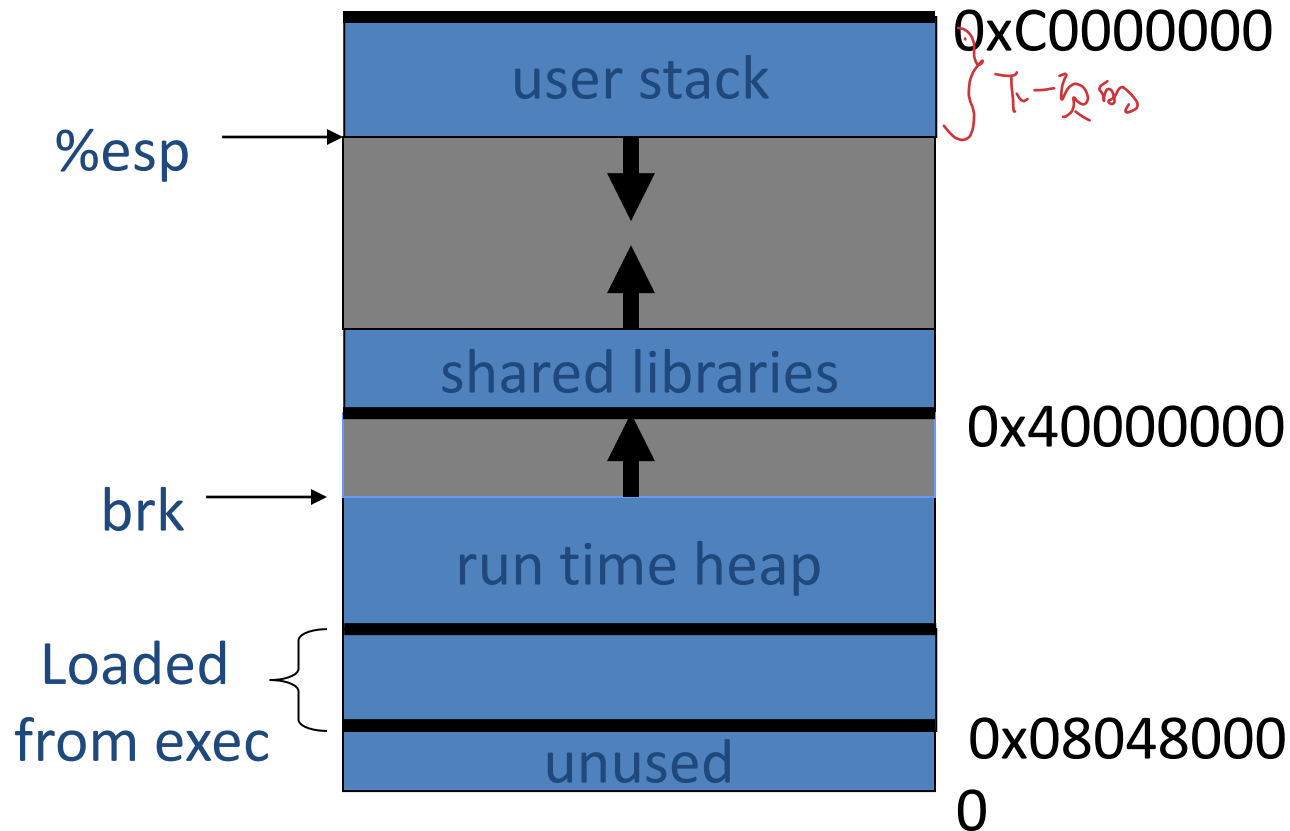 0xC0000000
user stack
下一页的
%esp
shared libraries
0x40000000
brk
run time heap
Loaded
from exec
0x08048000
unused
0